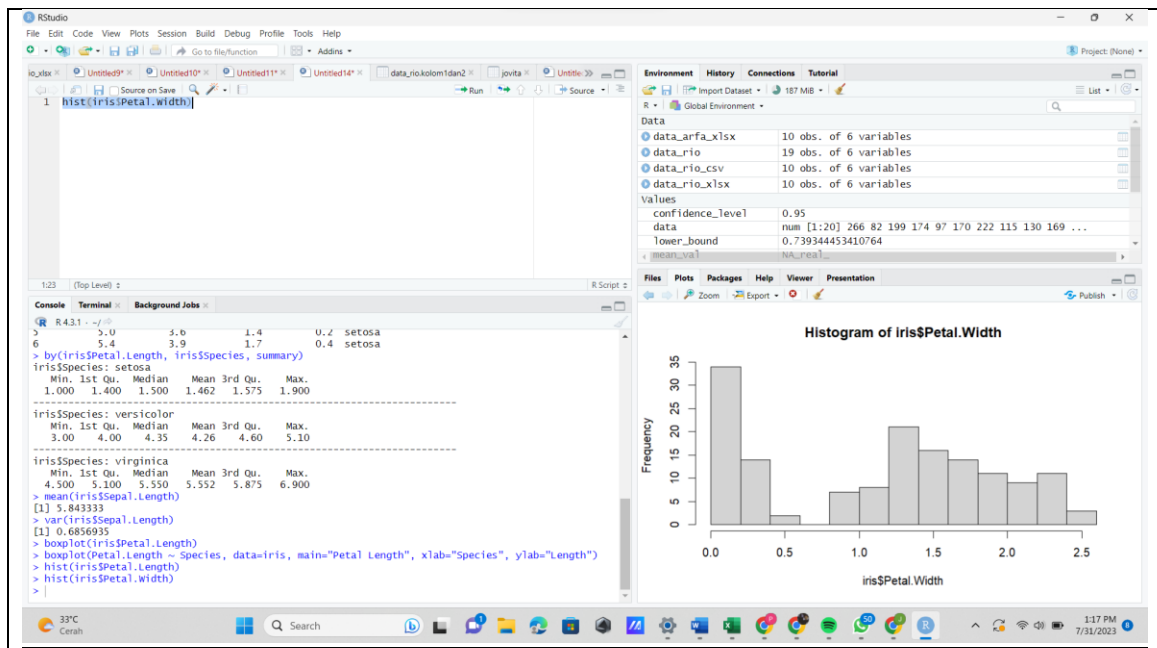 RStudio
File Edit Code View Plots Session Build Debug Profile Tools Help
Go to file/function Addins
Project: (None)
io_xlsx Untitled9* Untitled10* Untitled11* Untitled14* data_rio.kolom1dan2 jovita Untitle
Source on Save Run Source
1 hist(iris$Petal.Width)
1:23 (Top Level) R Script
Console Terminal Background Jobs
R 4.3.1 · ~/
5 5.0 3.6 1.4 0.2 setosa
6 5.4 3.9 1.7 0.4 setosa
> by(iris$Petal.Length, iris$Species, summary)
iris$Species: setosa
Min. 1st Qu. Median Mean 3rd Qu. Max.
1.000 1.400 1.500 1.462 1.575 1.900
------------------------------------------------------------------------
iris$Species: versicolor
Min. 1st Qu. Median Mean 3rd Qu. Max.
3.00 4.00 4.35 4.26 4.60 5.10
------------------------------------------------------------------------
iris$Species: virginica
Min. 1st Qu. Median Mean 3rd Qu. Max.
4.500 5.100 5.550 5.552 5.875 6.900
> mean(iris$Sepal.Length)
[1] 5.843333
> var(iris$Sepal.Length)
[1] 0.6856935
> boxplot(iris$Petal.Length)
> boxplot(Petal.Length ~ Species, data=iris, main="Petal Length", xlab="Species", ylab="Length")
> hist(iris$Petal.Length)
> hist(iris$Petal.Width)
>
Environment History Connections Tutorial
Import Dataset 187 MiB List
R Global Environment
Data
data_arfa_xlsx 10 obs. of 6 variables
data_rio 19 obs. of 6 variables
data_rio_csv 10 obs. of 6 variables
data_rio_xlsx 10 obs. of 6 variables
Values
confidence_level 0.95
data num [1:20] 266 82 199 174 97 170 222 115 130 169 ...
lower_bound 0.739344453410764
mean_val NA_real_
Files Plots Packages Help Viewer Presentation
Zoom Export Publish
Histogram of iris$Petal.Width
Frequency
35
30
25
20
15
10
5
0
0.0 0.5 1.0 1.5 2.0 2.5
iris$Petal.Width
33°C
Cerah
Search
50
1:17 PM
7/31/2023
8